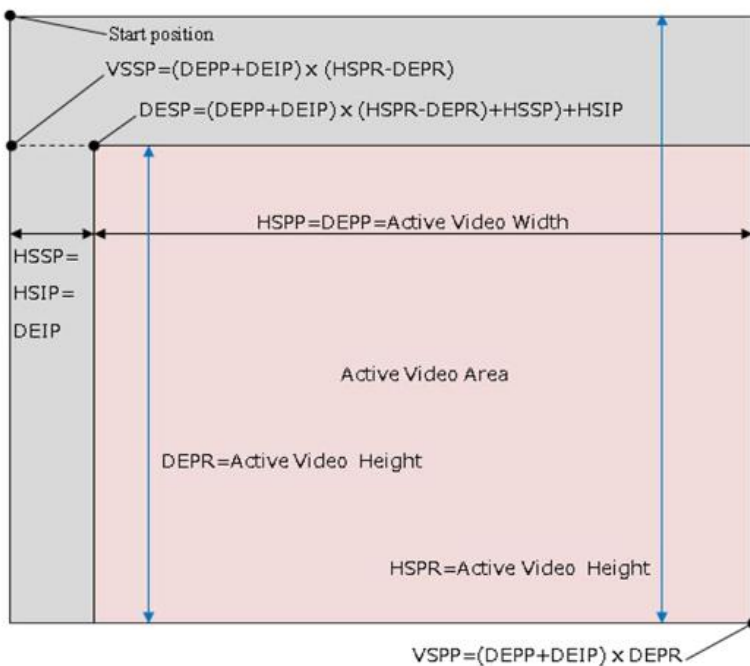 Start position
VSSP=(DEPP+DEIP) x (HSPR-DEPR)
DESP=(DEPP+DEIP) x (HSPR-DEPR)+HSSP)+HSIP
HSPP=DEPP=Active Video Width
HSSP=
HSIP=
DEIP
Active Video Area
DEPR=Active Video Height
HSPR=Active Video Height
VSPP=(DEPP+DEIP) x DEPR